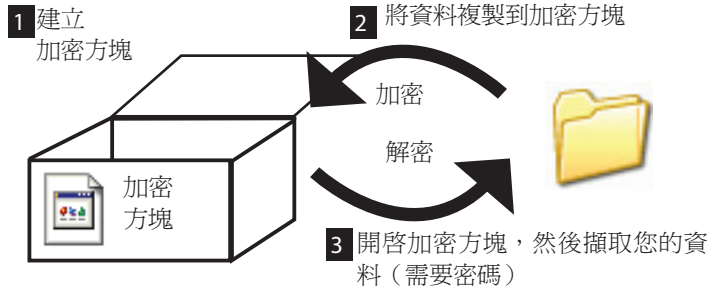 1 建立
加密方塊
2 將資料複製到加密方塊
加密
解密
加密
方塊
3 開啓加密方塊,然後擷取您的資
料(需要密碼)